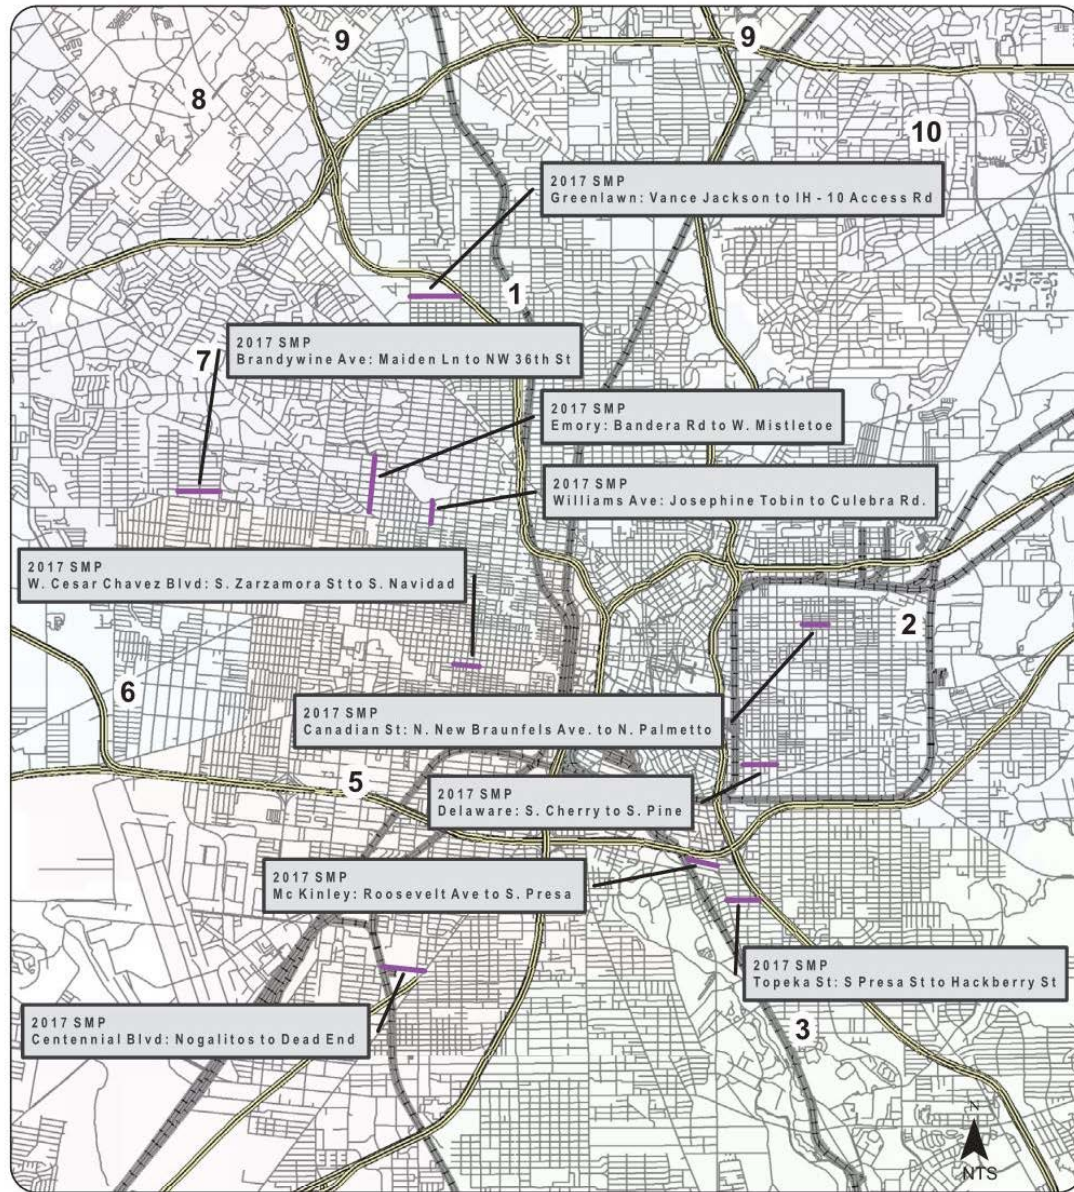 9
9
8
10
2017 SMP
Greenlawn: Vance Jackson to IH - 10 Access Rd
1
2017 SMP
Brandywine Ave: Maiden Ln to NW 36th St
7
2017 SMP
Emory: Bandera Rd to W. Mistletoe
2017 SMP
Williams Ave: Josephine Tobin to Culebra Rd.
2017 SMP
W. Cesar Chavez Blvd: S. Zarzamora St to S. Navidad
2
6
2017 SMP
Canadian St: N. New Braunfels Ave. to N. Palmetto
5
2017 SMP
Delaware: S. Cherry to S. Pine
2017 SMP
Mc Kinley: Roosevelt Ave to S. Presa
2017 SMP
Topeka St: S Presa St to Hackberry St
2017 SMP
Centennial Blvd: Nogalitos to Dead End
3
N
NTS